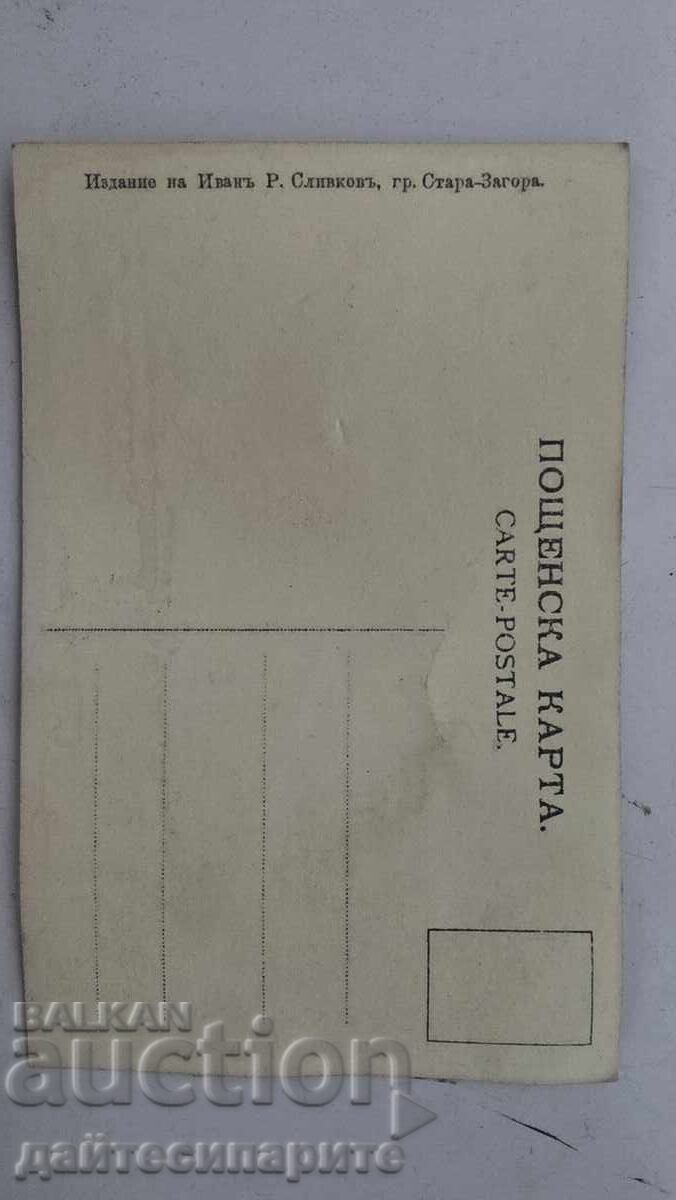 Издание на Иванъ Р. Сливковъ, гр. Стара-Загора.
ПОЩЕНСКА КАРТА.
CARTE-POSTALE.
BALKAN
auction
дайтесипарите